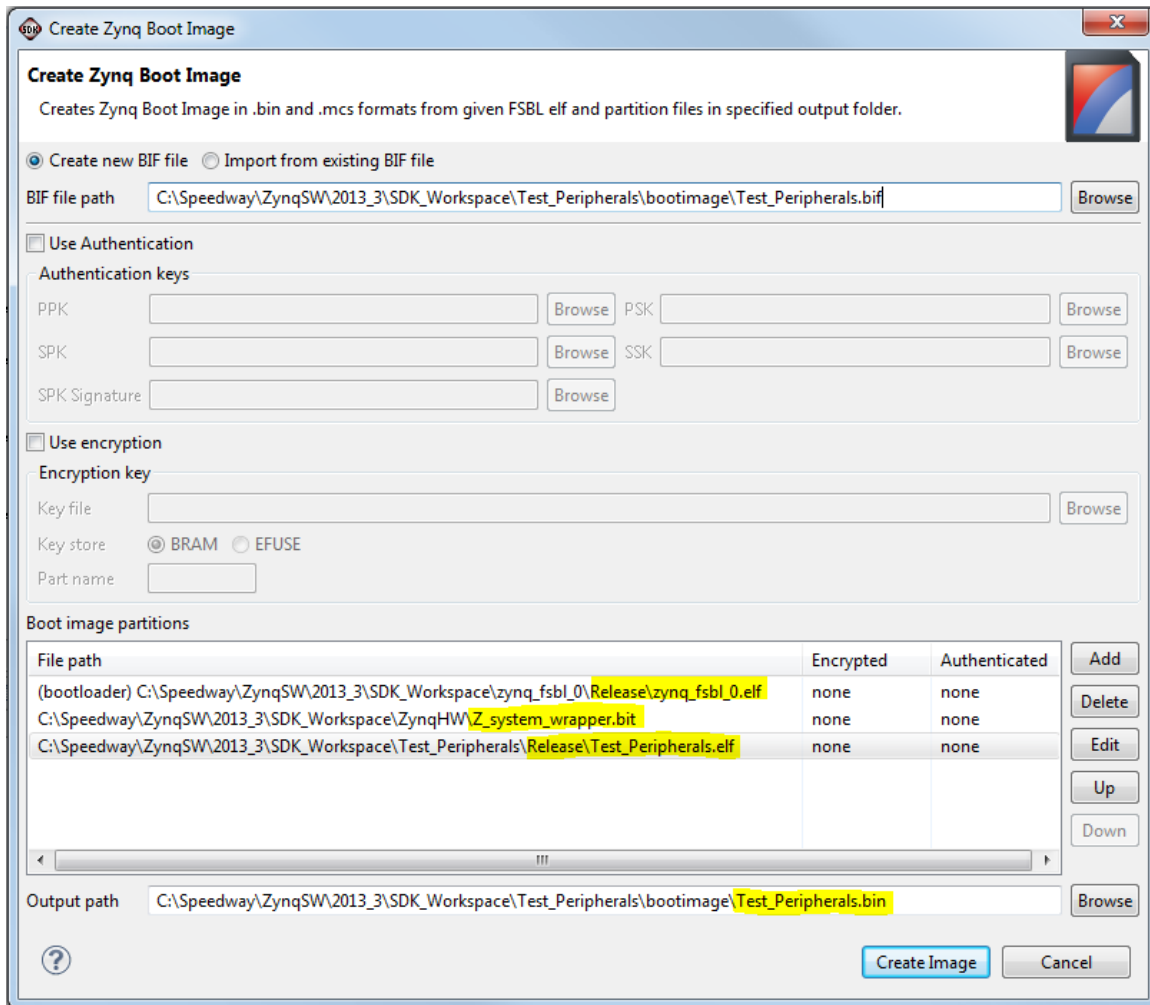 SDK Create Zynq Boot Image
Create Zynq Boot Image
Creates Zynq Boot Image in .bin and .mcs formats from given FSBL elf and partition files in specified output folder.
Create new BIF file Import from existing BIF file
BIF file path C:\Speedway\ZynqSW\2013_3\SDK_Workspace\Test_Peripherals\bootimage\Test_Peripherals.bif Browse
Use Authentication
Authentication keys
PPK Browse PSK Browse
SPK Browse SSK Browse
SPK Signature Browse
Use encryption
Encryption key
Key file Browse
Key store BRAM EFUSE
Part name
Boot image partitions
File path Encrypted Authenticated Add
(bootloader) C:\Speedway\ZynqSW\2013_3\SDK_Workspace\zynq_fsbl_0\Release\zynq_fsbl_0.elf none none
Delete
C:\Speedway\ZynqSW\2013_3\SDK_Workspace\ZynqHW\Z_system_wrapper.bit none none
C:\Speedway\ZynqSW\2013_3\SDK_Workspace\Test_Peripherals\Release\Test_Peripherals.elf none none Edit
Up
Down
Output path C:\Speedway\ZynqSW\2013_3\SDK_Workspace\Test_Peripherals\bootimage\Test_Peripherals.bin Browse
? Create Image Cancel